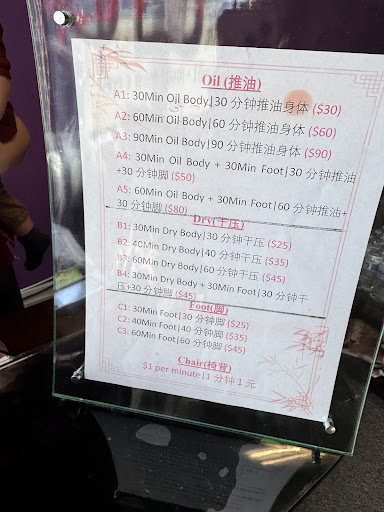 Oil (推油)
A1: 30Min Oil Body|30 分钟推油身体 ($30)
A2: 60Min Oil Body|60 分钟推油身体 ($60)
A3: 90Min Oil Body|90 分钟推油身体 ($90)
A4: 30Min Oil Body + 30Min Foot|30 分钟推油
+30 分钟脚 ($50)
A5: 60Min Oil Body + 30Min Foot|60 分钟推油+
30 分钟脚 ($80)
Dry(干压)
B1: 30Min Dry Body|30 分钟干压 ($25)
B2: 40Min Dry Body|40 分钟干压 ($35)
B3: 60Min Dry Body|60 分钟干压 ($45)
B4: 30Min Dry Body + 30Min Foot|30 分钟干
压+30 分钟脚 ($45)
Foot(脚)
C1: 30Min Foot|30 分钟脚 ($25)
C2: 40Min Foot|40 分钟脚 ($35)
C3: 60Min Foot|60 分钟脚 ($45)
Chair(椅背)
$1 per minute|1 分钟 1 元